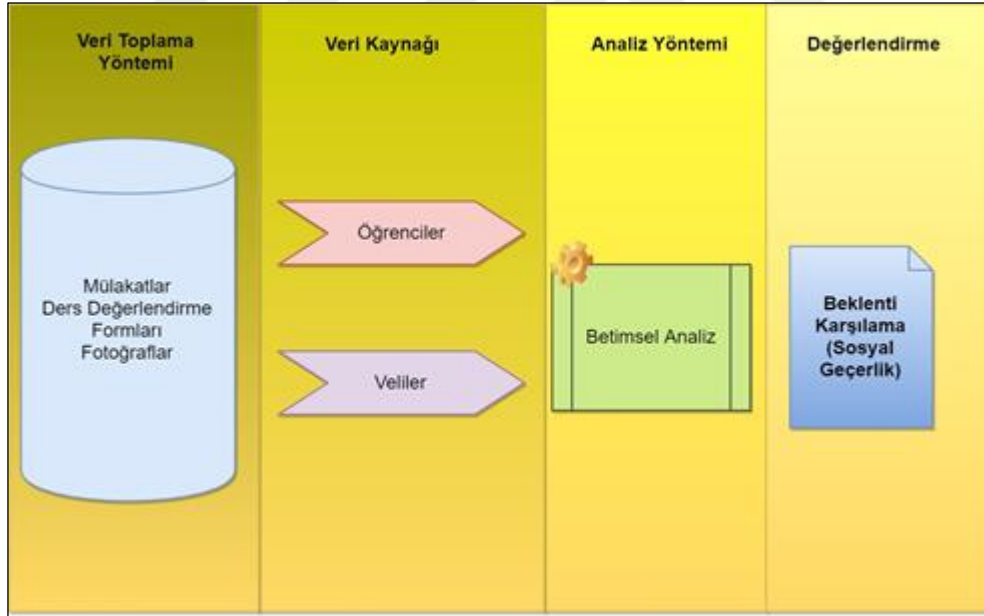 Veri Toplama
Yöntemi
Veri Kaynağı
Analiz Yöntemi
Değerlendirme
Mülakatlar
Ders Değerlendirme
Formları
Fotoğraflar
Öğrenciler
Veliler
Betimsel Analiz
Beklenti
Karşılama
(Sosyal
Geçerlik)